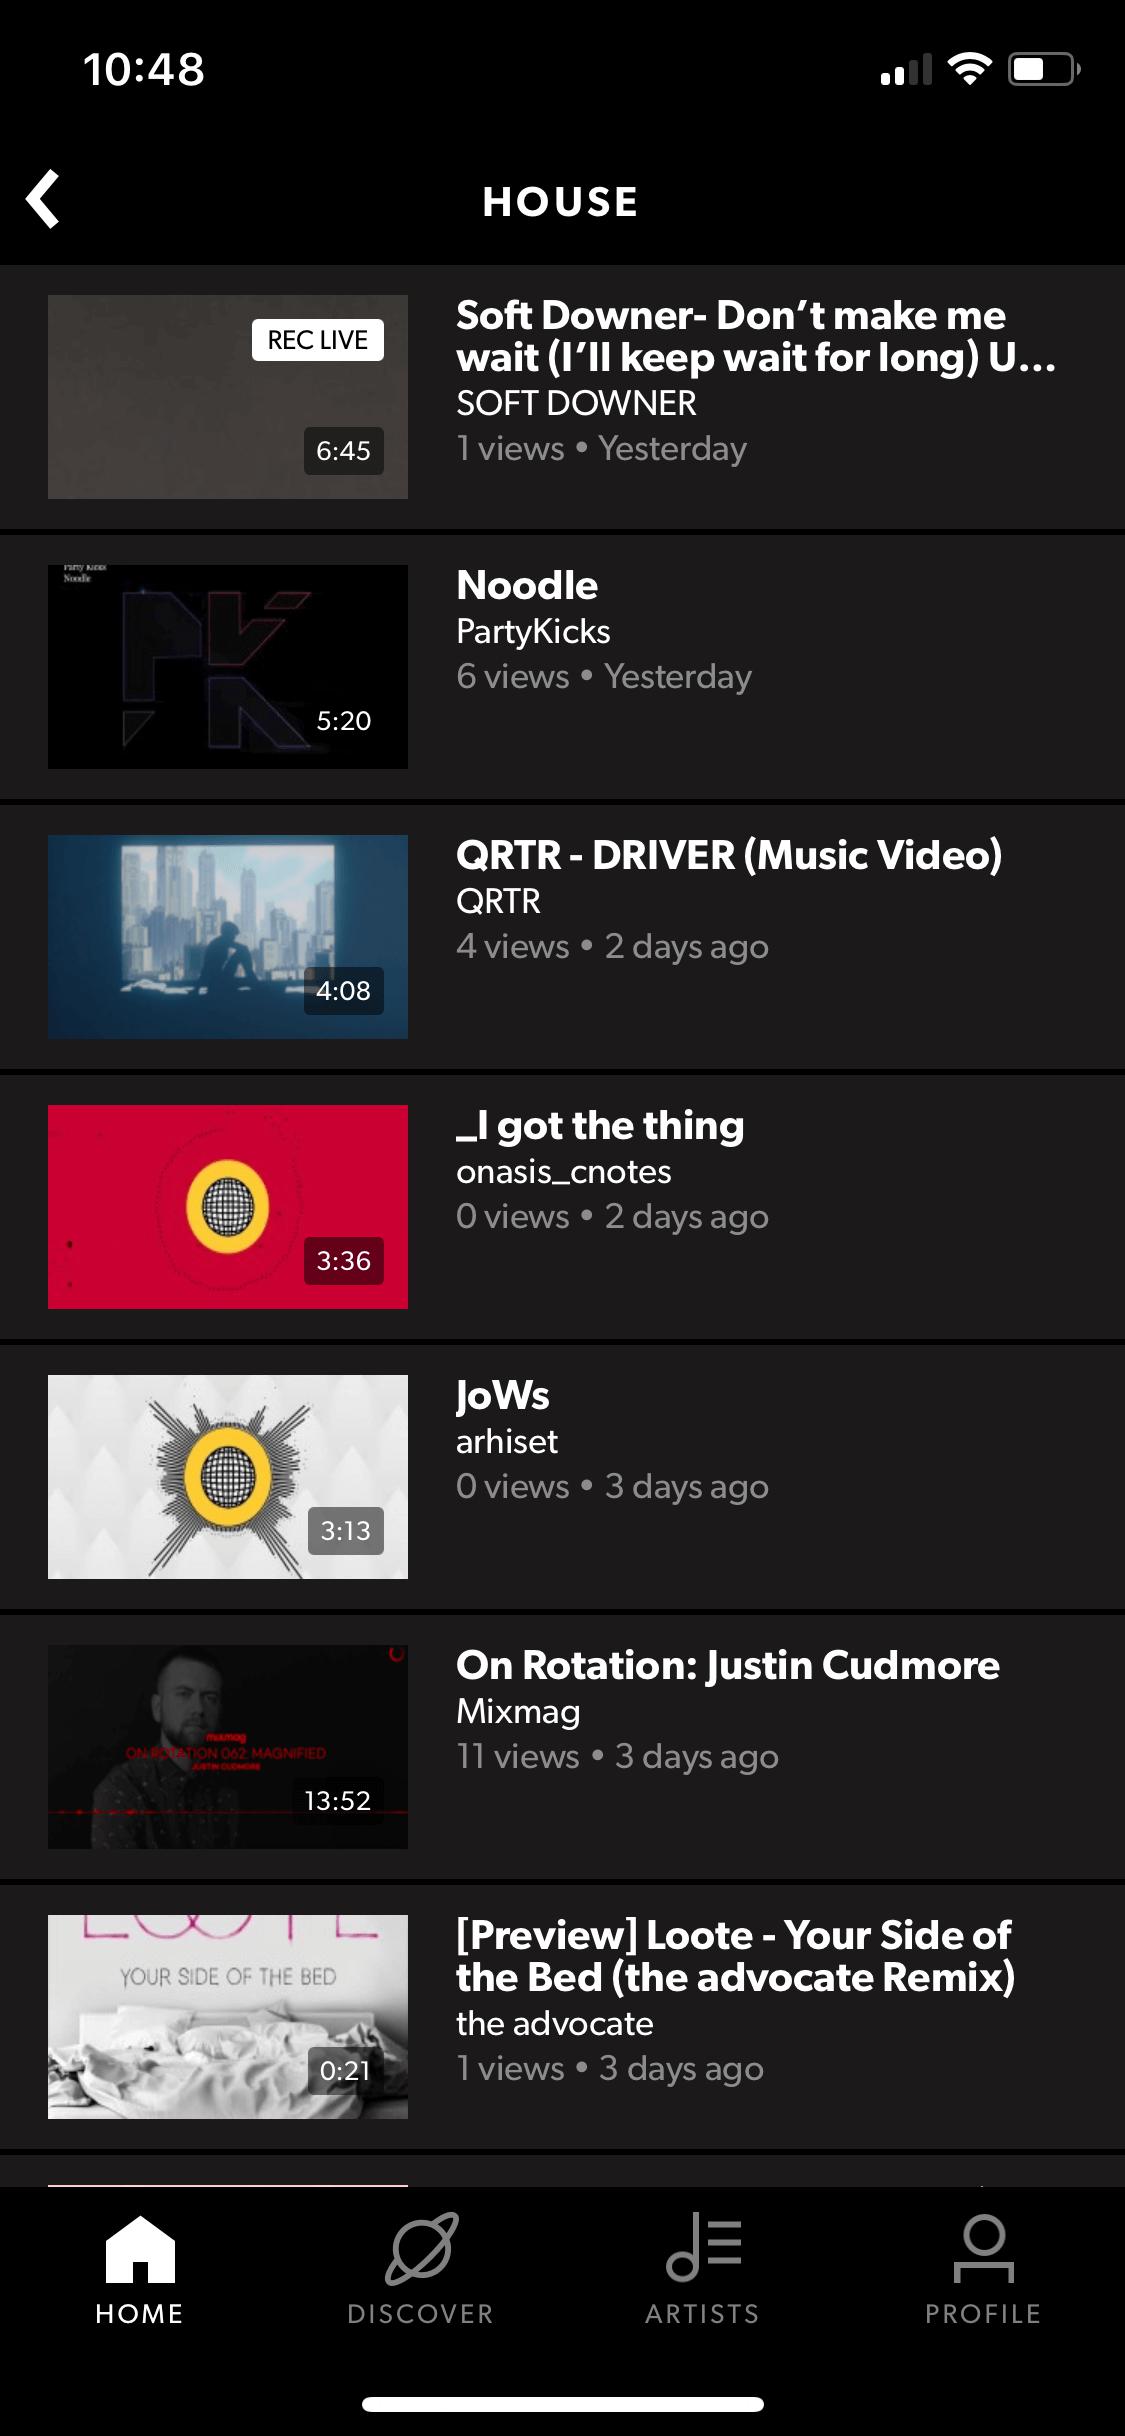 10:48
HOUSE
REC LIVE
6:45
Soft Downer- Don’t make me
wait (I’ll keep wait for long) U...
SOFT DOWNER
1 views • Yesterday
Party Kicks
Noodle
5:20
Noodle
PartyKicks
6 views • Yesterday
4:08
QRTR - DRIVER (Music Video)
QRTR
4 views • 2 days ago
3:36
_I got the thing
onasis_cnotes
0 views • 2 days ago
3:13
JoWs
arhiset
0 views • 3 days ago
mixmag
ON ROTATION 062: MAGNIFIED
JUSTIN CUDMORE
13:52
On Rotation: Justin Cudmore
Mixmag
11 views • 3 days ago
LOOTE
YOUR SIDE OF THE BED
0:21
[Preview] Loote - Your Side of
the Bed (the advocate Remix)
the advocate
1 views • 3 days ago
HOME
DISCOVER
ARTISTS
PROFILE